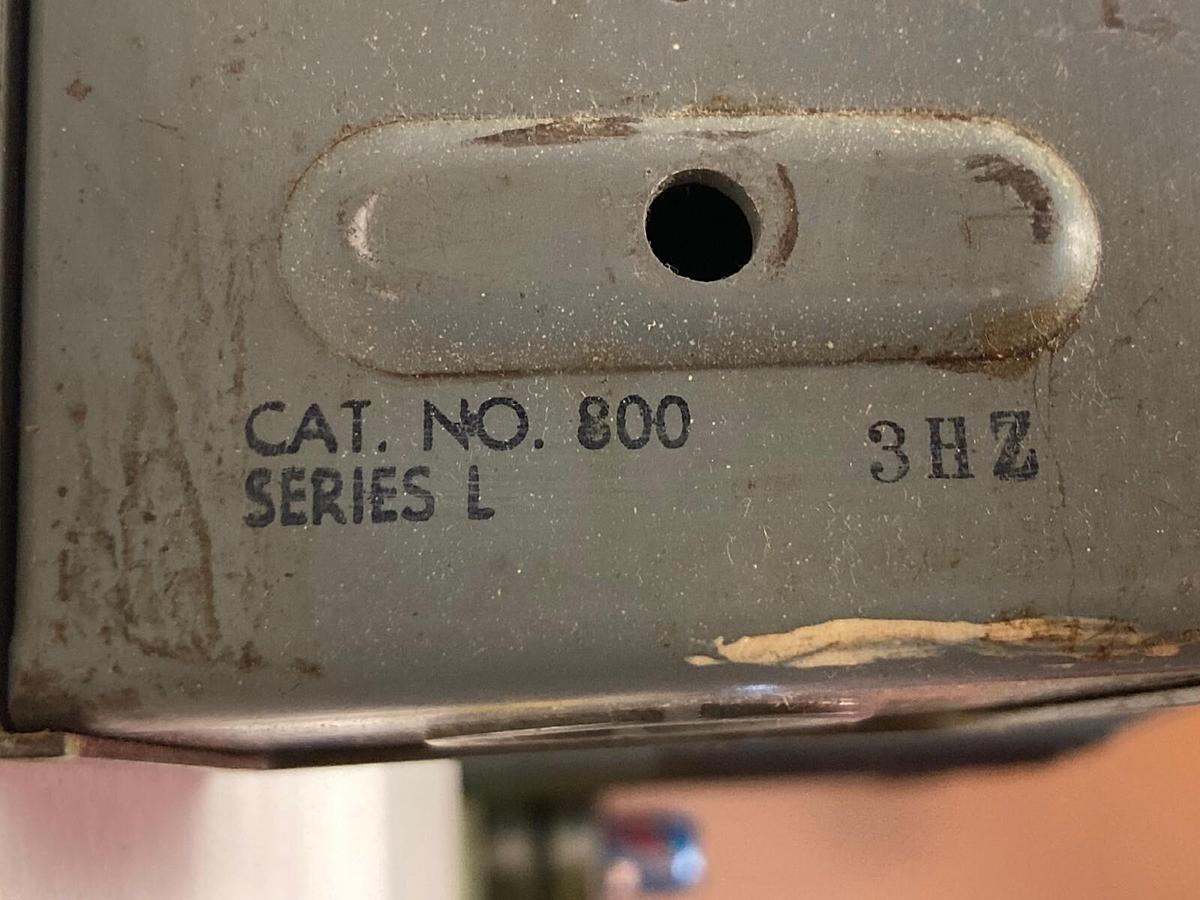 CAT. NO. 800
SERIES L
3HZ